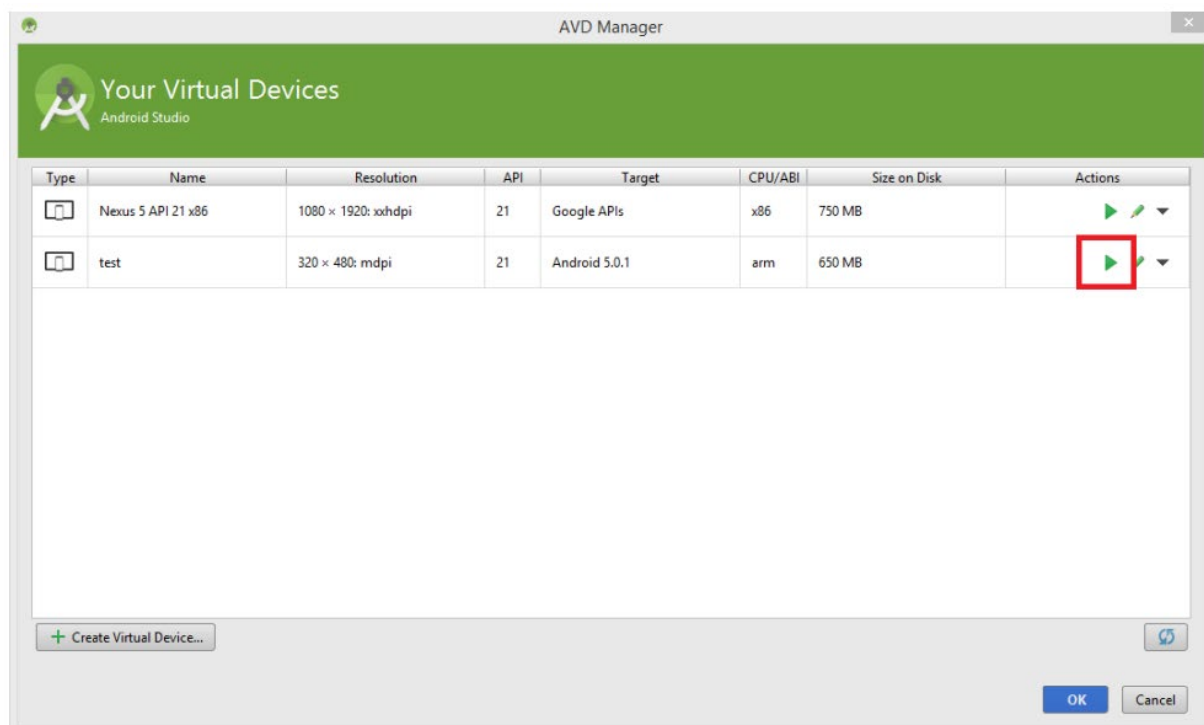 AVD Manager
Your Virtual Devices
Android Studio
Type Name Resolution API Target CPU/ABI Size on Disk Actions
Nexus 5 API 21 x86 1080 × 1920: xxhdpi 21 Google APIs x86 750 MB
test 320 × 480: mdpi 21 Android 5.0.1 arm 650 MB
Create Virtual Device...
OK Cancel